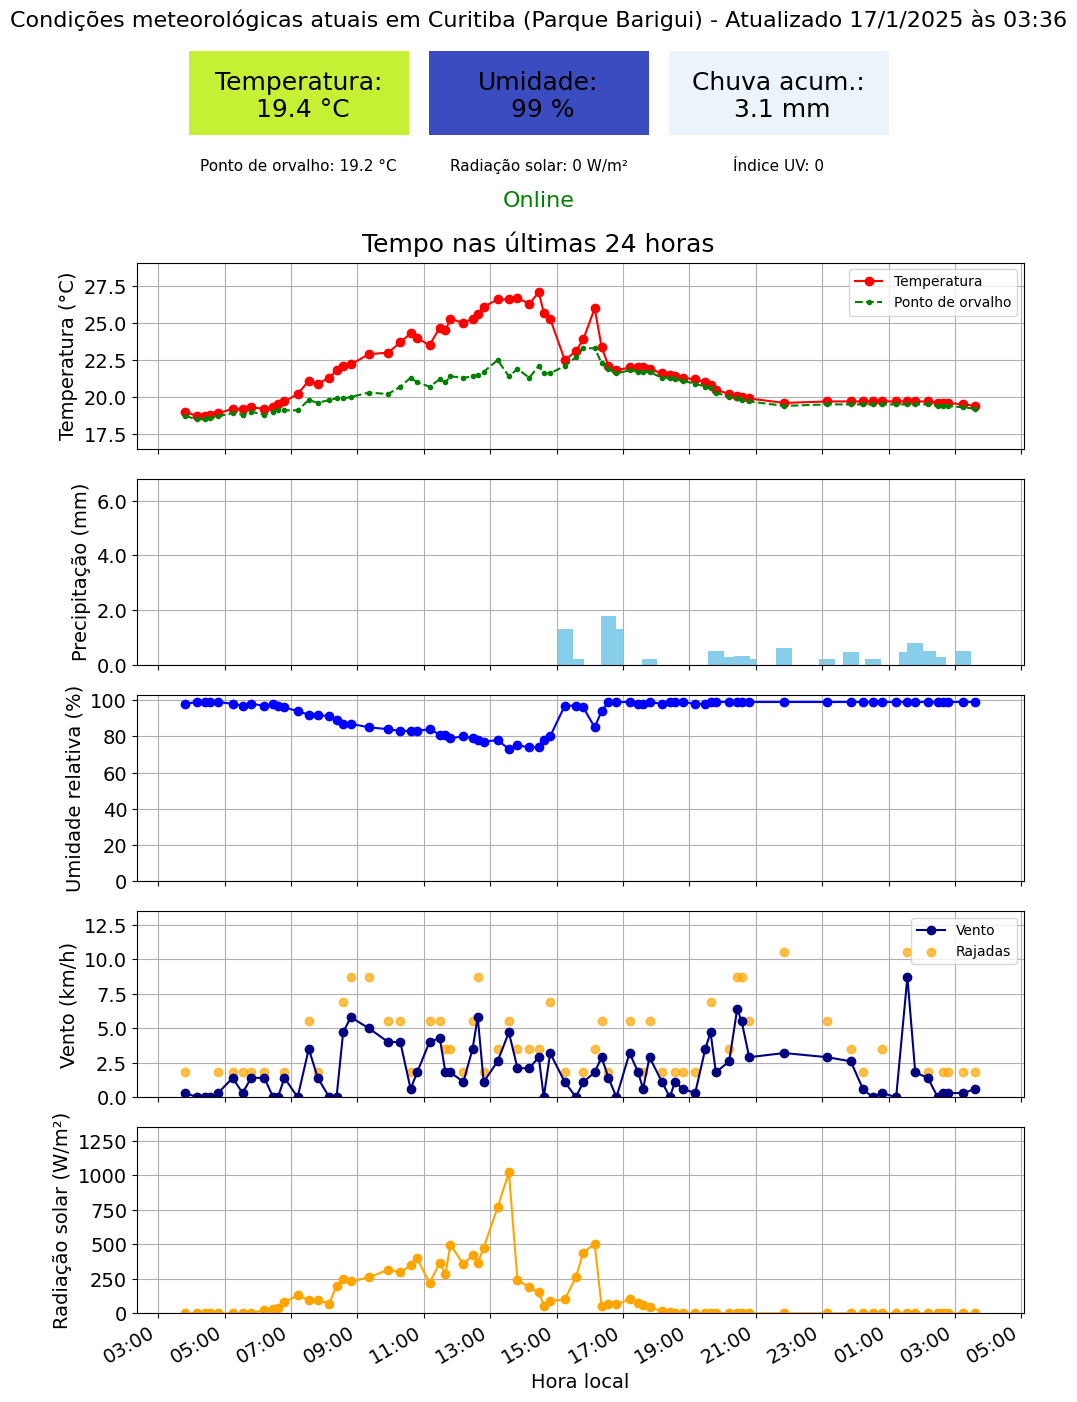 Condições meteorológicas atuais em Curitiba (Parque Barigui) - Atualizado 17/1/2025 às 03:36
Temperatura:
19.4 °C
Umidade:
99 %
Chuva acum.:
3.1 mm
Ponto de orvalho: 19.2 °C
Radiação solar: 0 W/m²
Índice UV: 0
Online
Tempo nas últimas 24 horas
Temperatura (°C)
27.5
25.0
22.5
20.0
17.5
Temperatura
Ponto de orvalho
Precipitação (mm)
6.0
4.0
2.0
0.0
Umidade relativa (%)
100
80
60
40
20
0
Vento (km/h)
12.5
10.0
7.5
5.0
2.5
0.0
Vento
Rajadas
Radiação solar (W/m²)
1250
1000
750
500
250
0
03:00
05:00
07:00
09:00
11:00
13:00
15:00
17:00
19:00
21:00
23:00
01:00
03:00
05:00
Hora local